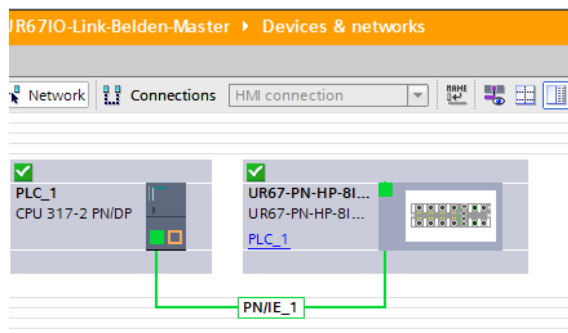 UR67IO-Link-Belden-Master Devices & networks
Network Connections HMI connection NAME
PLC_1
CPU 317-2 PN/DP
UR67-PN-HP-8I...
UR67-PN-HP-8I...
PLC_1
PN/IE_1